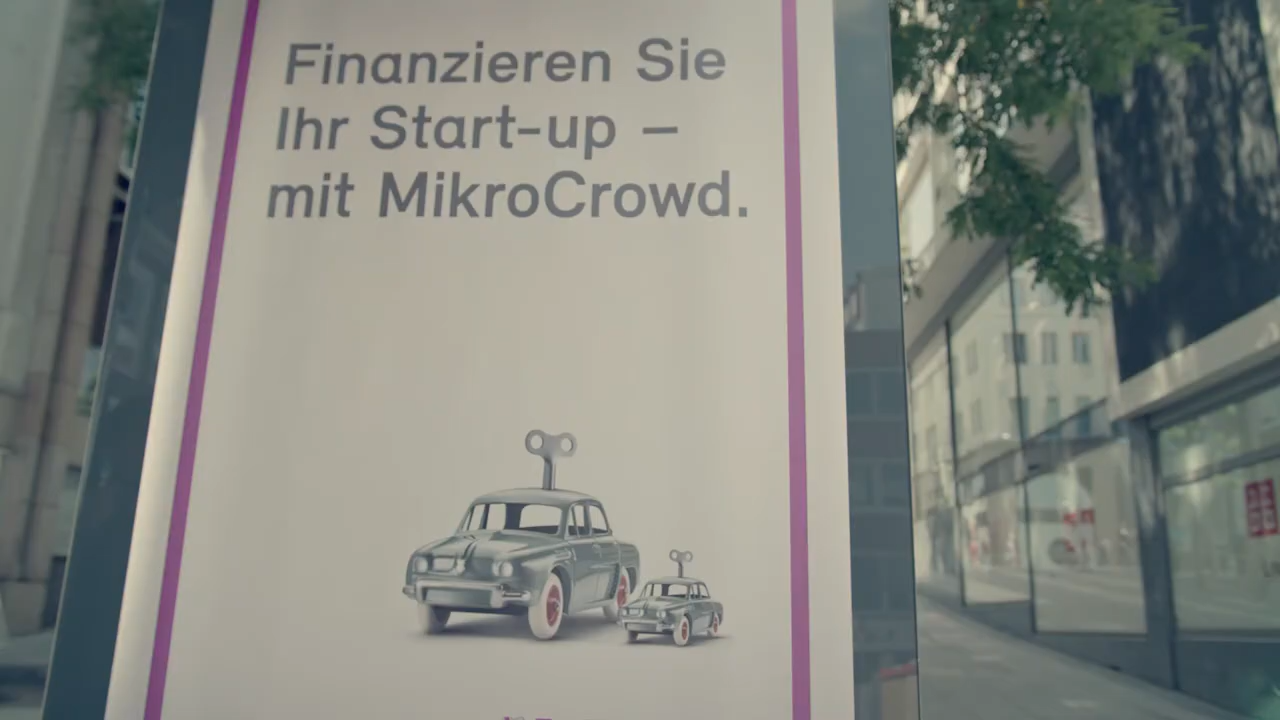 Finanzieren Sie
Ihr Start-up –
mit MikroCrowd.